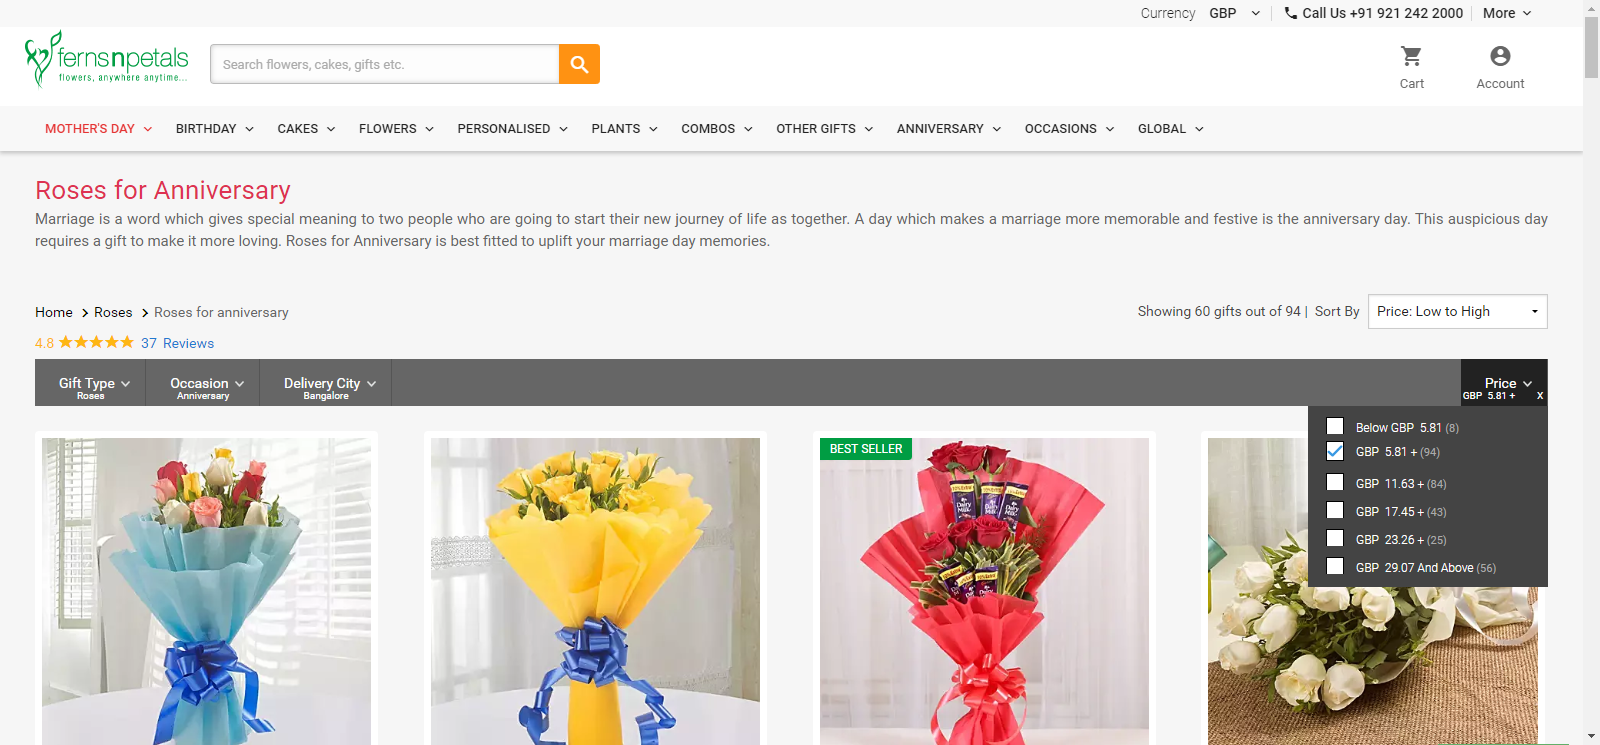 Currency GBP Call Us +91 921 242 2000 More
fernsnpetals
flowers, anywhere anytime...
Search flowers, cakes, gifts etc.
Cart Account
MOTHER'S DAY BIRTHDAY CAKES FLOWERS PERSONALISED PLANTS COMBOS OTHER GIFTS ANNIVERSARY OCCASIONS GLOBAL
Roses for Anniversary
Marriage is a word which gives special meaning to two people who are going to start their new journey of life as together. A day which makes a marriage more memorable and festive is the anniversary day. This auspicious day
requires a gift to make it more loving. Roses for Anniversary is best fitted to uplift your marriage day memories.
Home Roses Roses for anniversary
Showing 60 gifts out of 94 | Sort By Price: Low to High
4.8 37 Reviews
Gift Type Occasion Delivery City Price
Roses Anniversary Bangalore GBP 5.81 + X
Below GBP 5.81 (8)
GBP 5.81 + (94)
GBP 11.63 + (84)
GBP 17.45 + (43)
GBP 23.26 + (25)
GBP 29.07 And Above (56)
BEST SELLER
Dairy Milk